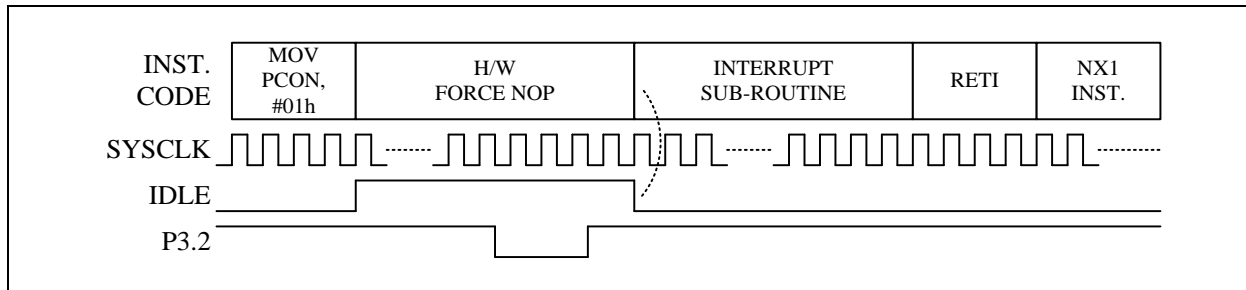 INST.
CODE
MOV
PCON,
#01h
H/W
FORCE NOP
INTERRUPT
SUB-ROUTINE
RETI
NX1
INST.
SYSCLK
IDLE
P3.2